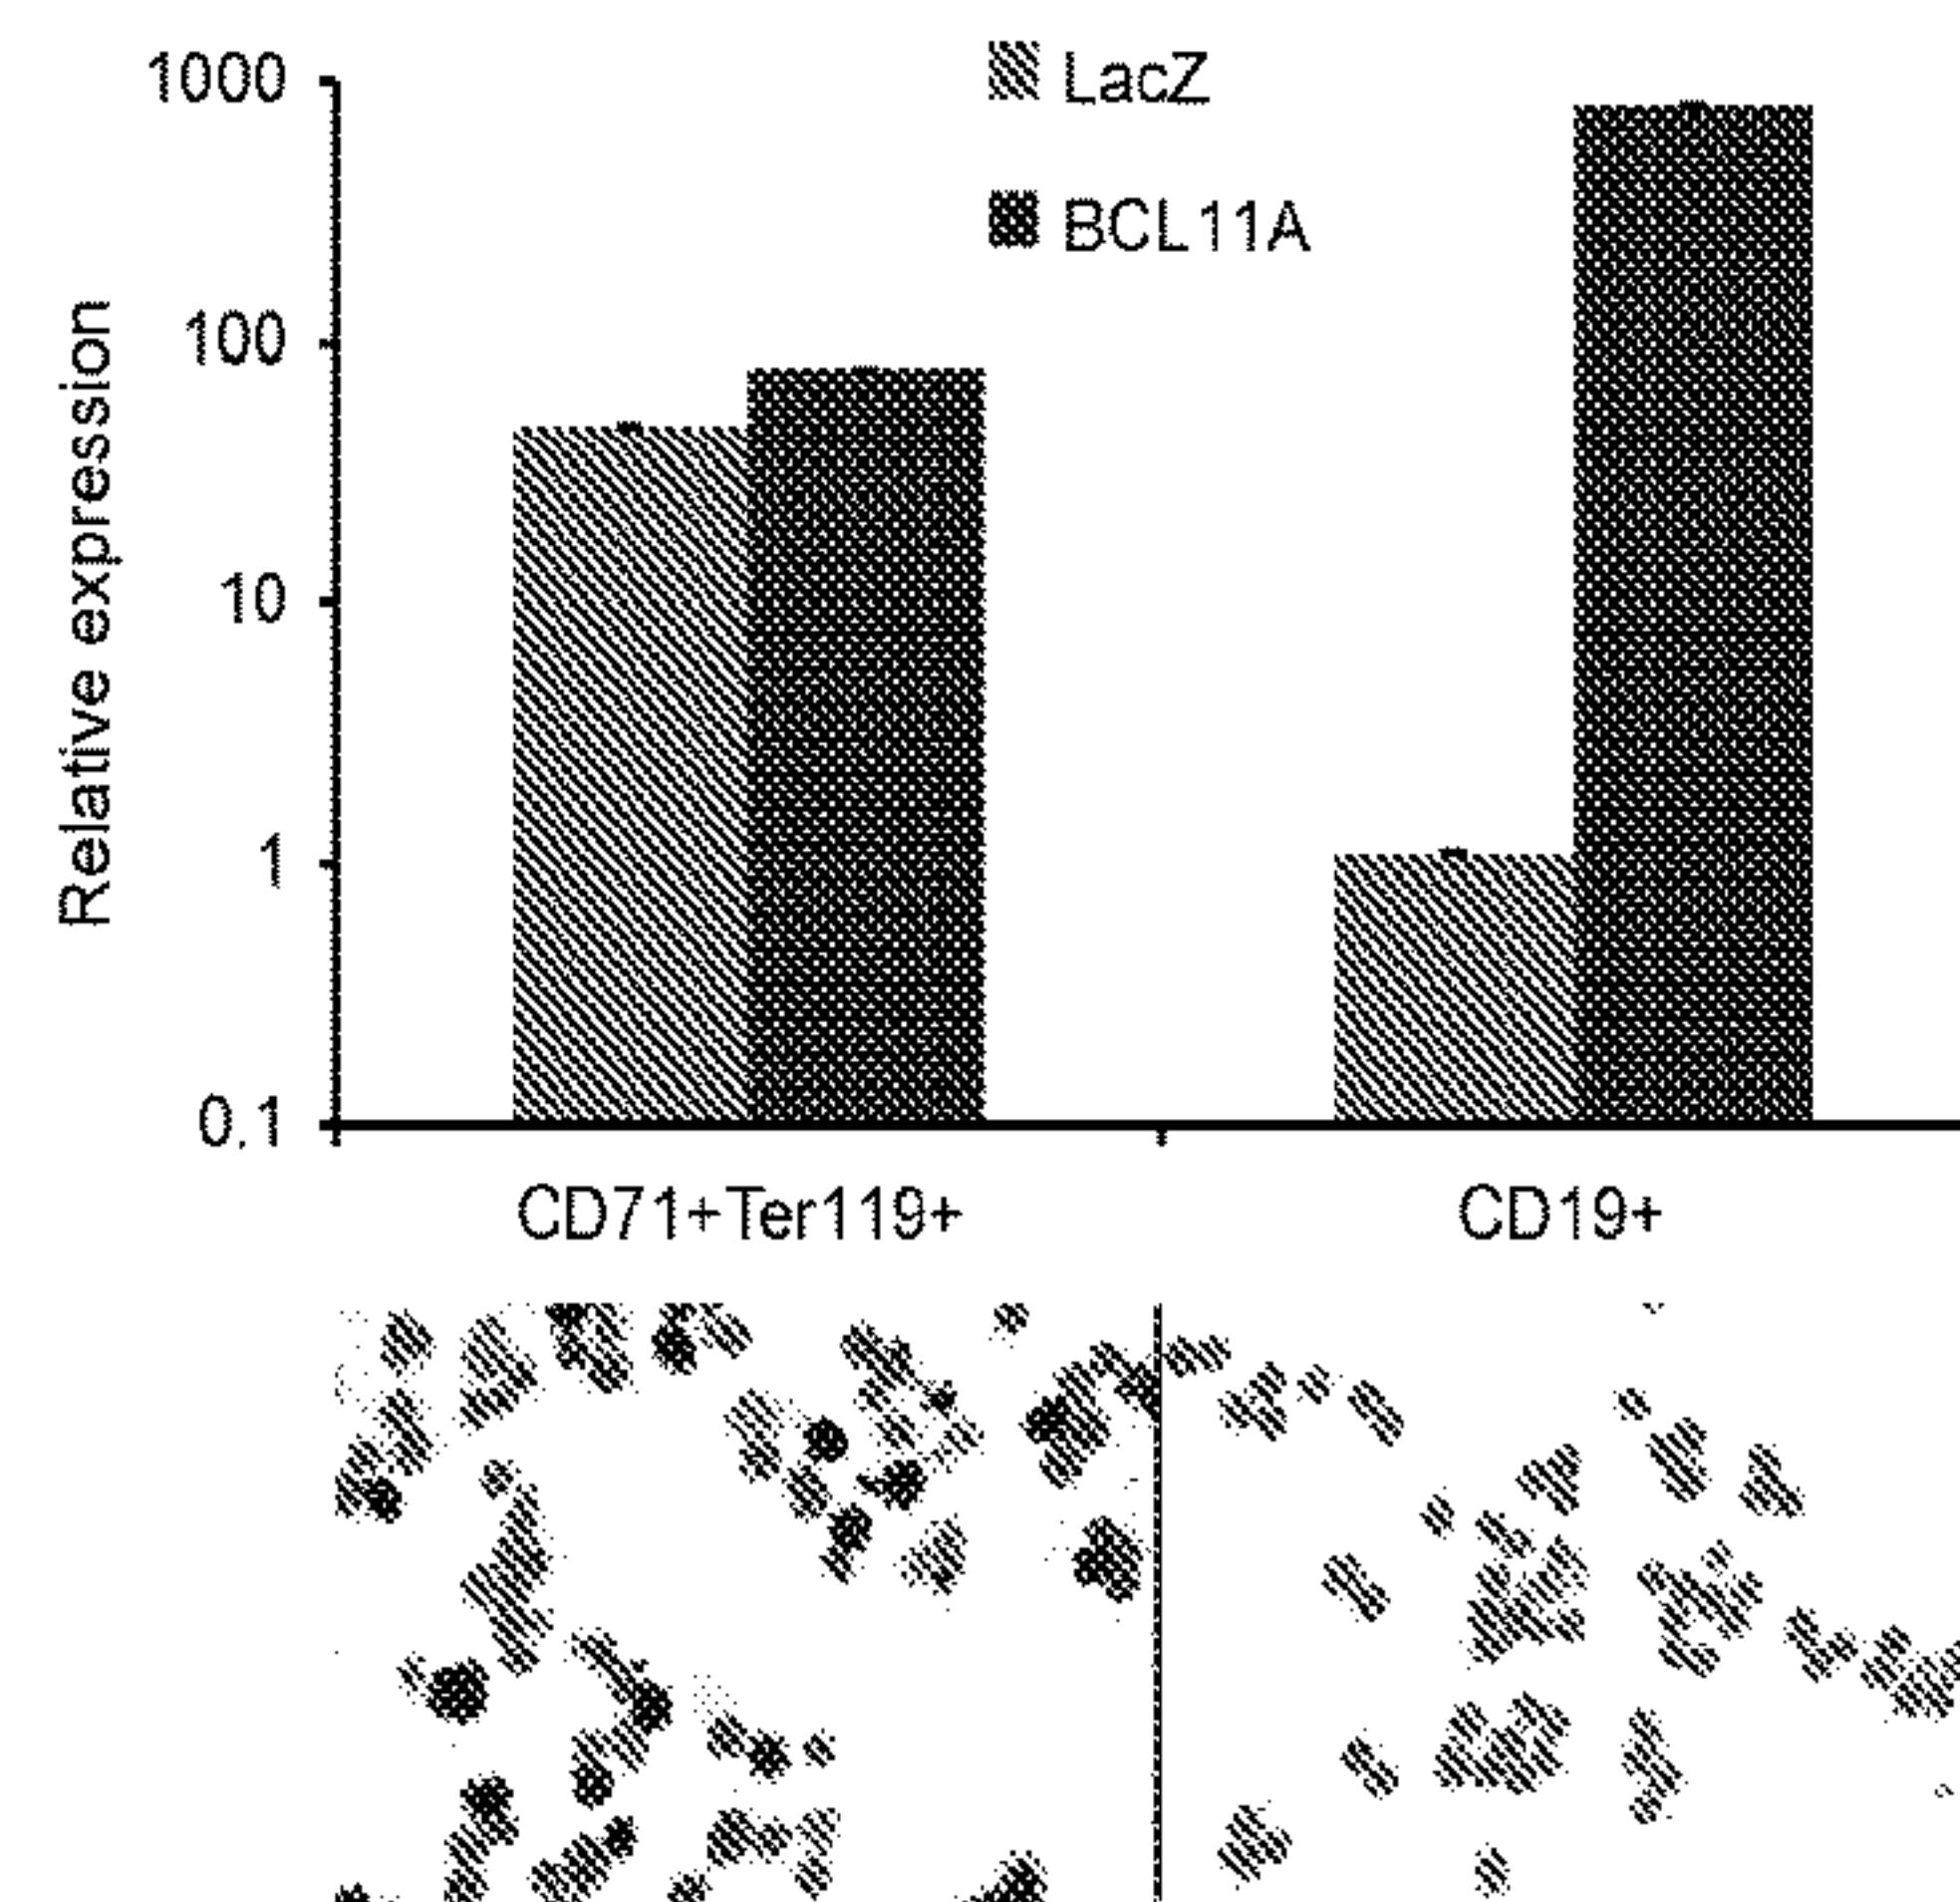 1000
LacZ
BCL11A
100
10
1
0.1
Relative expression
CD71+Ter119+
CD19+